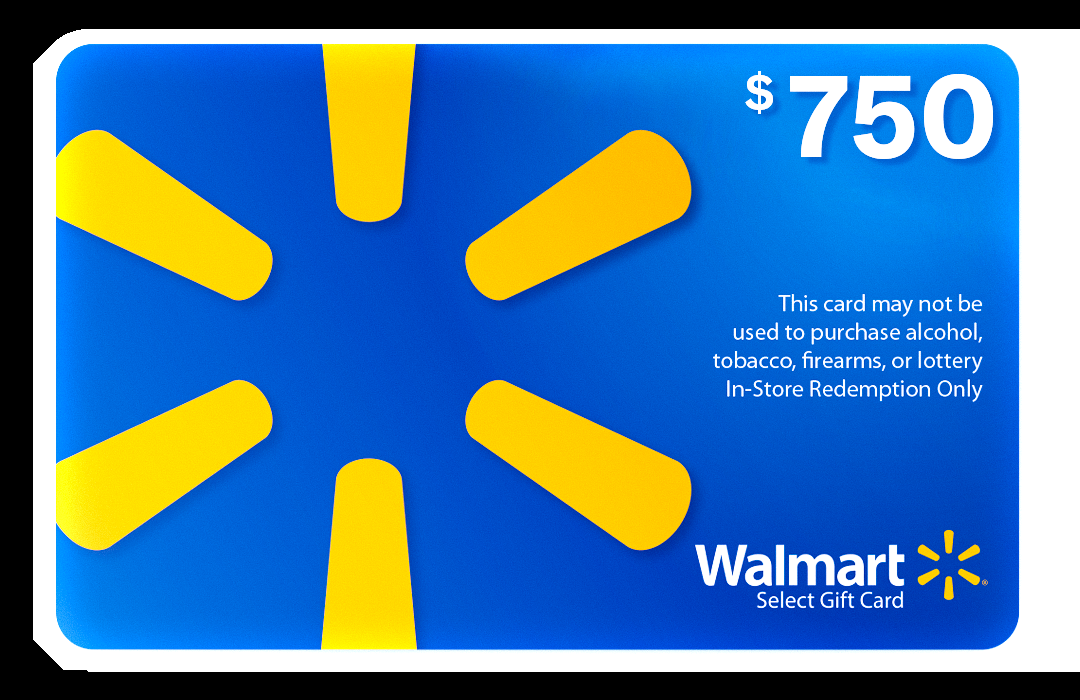 $750
This card may not be
used to purchase alcohol,
tobacco, firearms, or lottery
In-Store Redemption Only
Walmart
Select Gift Card
®